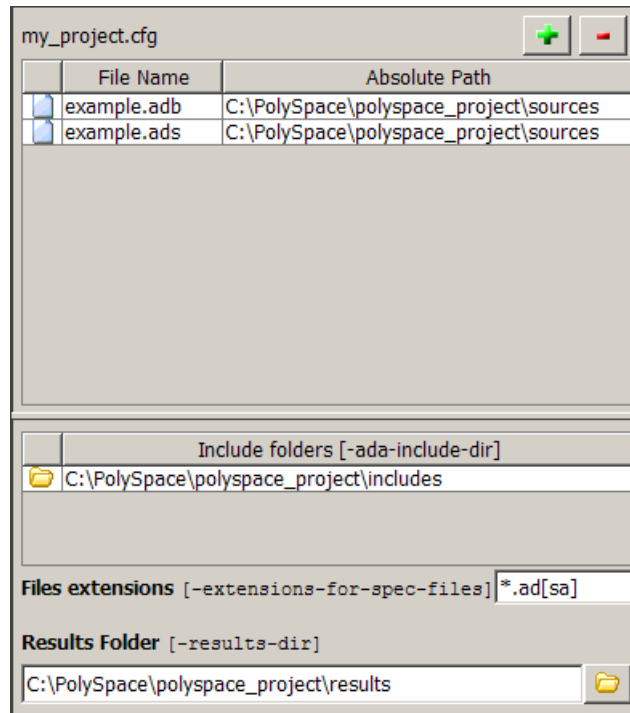 my_project.cfg
File Name Absolute Path
example.adb C:\PolySpace\polyspace_project\sources
example.ads C:\PolySpace\polyspace_project\sources
Include folders [-ada-include-dir]
C:\PolySpace\polyspace_project\includes
Files extensions [-extensions-for-spec-files] *.ad[sa]
Results Folder [-results-dir]
C:\PolySpace\polyspace_project\results